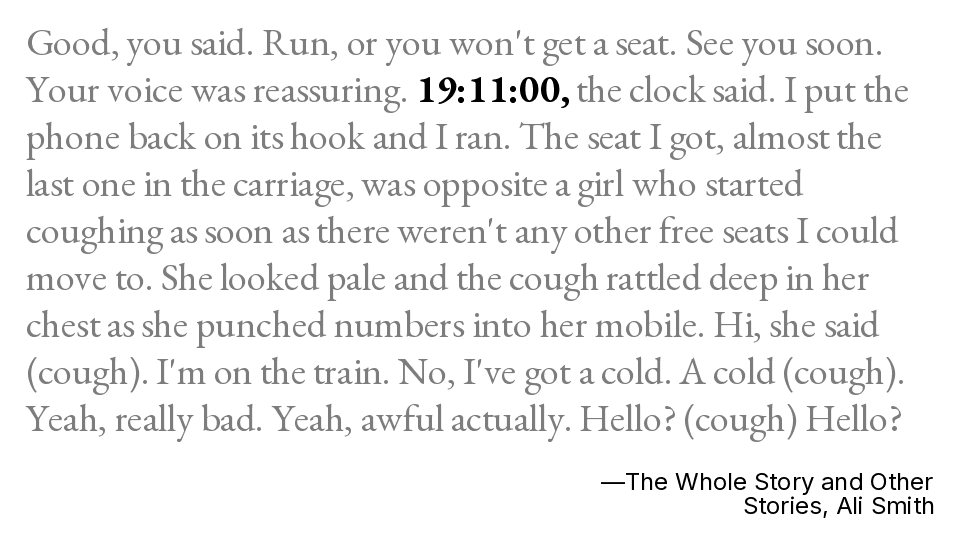 Good, you said. Run, or you won't get a seat. See you soon.
Your voice was reassuring. 19:11:00, the clock said. I put the
phone back on its hook and I ran. The seat I got, almost the
last one in the carriage, was opposite a girl who started
coughing as soon as there weren't any other free seats I could
move to. She looked pale and the cough rattled deep in her
chest as she punched numbers into her mobile. Hi, she said
(cough). I'm on the train. No, I've got a cold. A cold (cough).
Yeah, really bad. Yeah, awful actually. Hello? (cough) Hello?
—The Whole Story and Other
Stories, Ali Smith